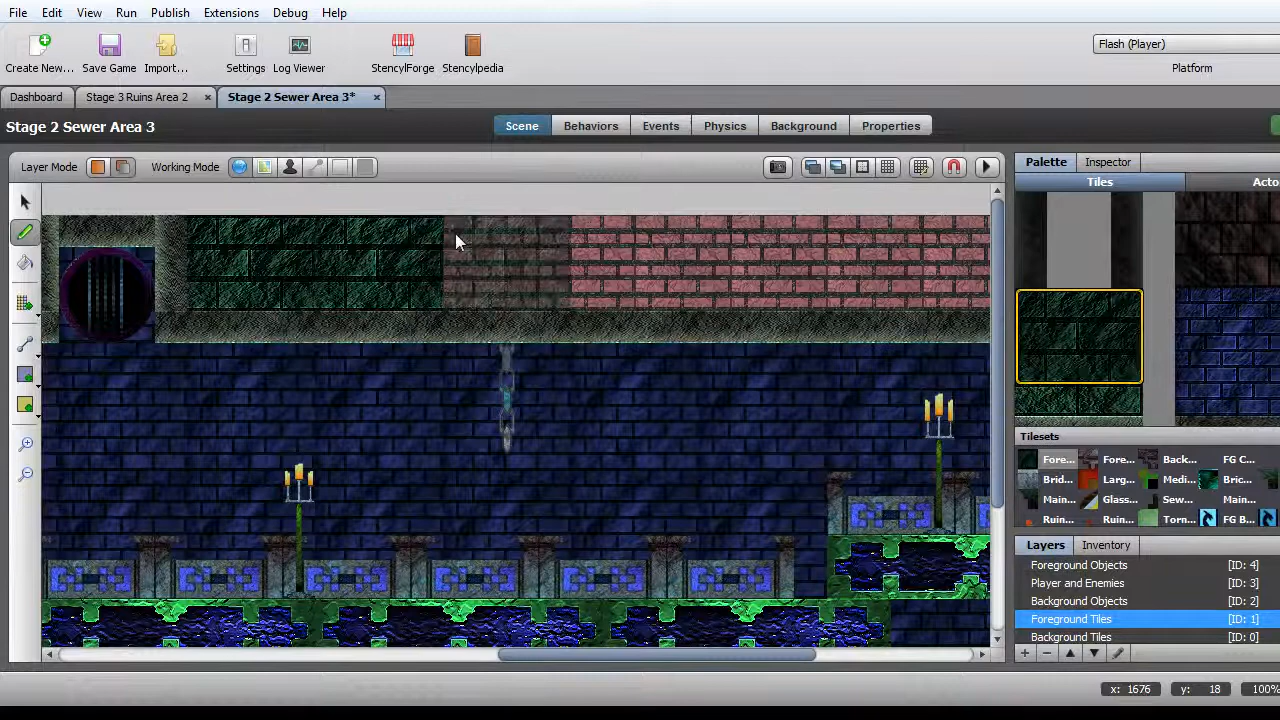 File Edit View Run Publish Extensions Debug Help
Create New... Save Game Import... Settings Log Viewer StencylForge Stencylpedia
Flash (Player)
Platform
Dashboard Stage 3 Ruins Area 2 × Stage 2 Sewer Area 3* ×
Stage 2 Sewer Area 3 Scene Behaviors Events Physics Background Properties
Layer Mode Working Mode
Palette Inspector
Tiles Acto
Tilesets
Fore... Fore... Back... FG C...
Brid... Larg... Medi... Bric...
Main... Glass... Sew... Main...
Ruin... Ruin... Torn... FG B...
Layers Inventory
Foreground Objects [ID: 4]
Player and Enemies [ID: 3]
Background Objects [ID: 2]
Foreground Tiles [ID: 1]
Background Tiles [ID: 0]
x: 1676 y: 18 100%